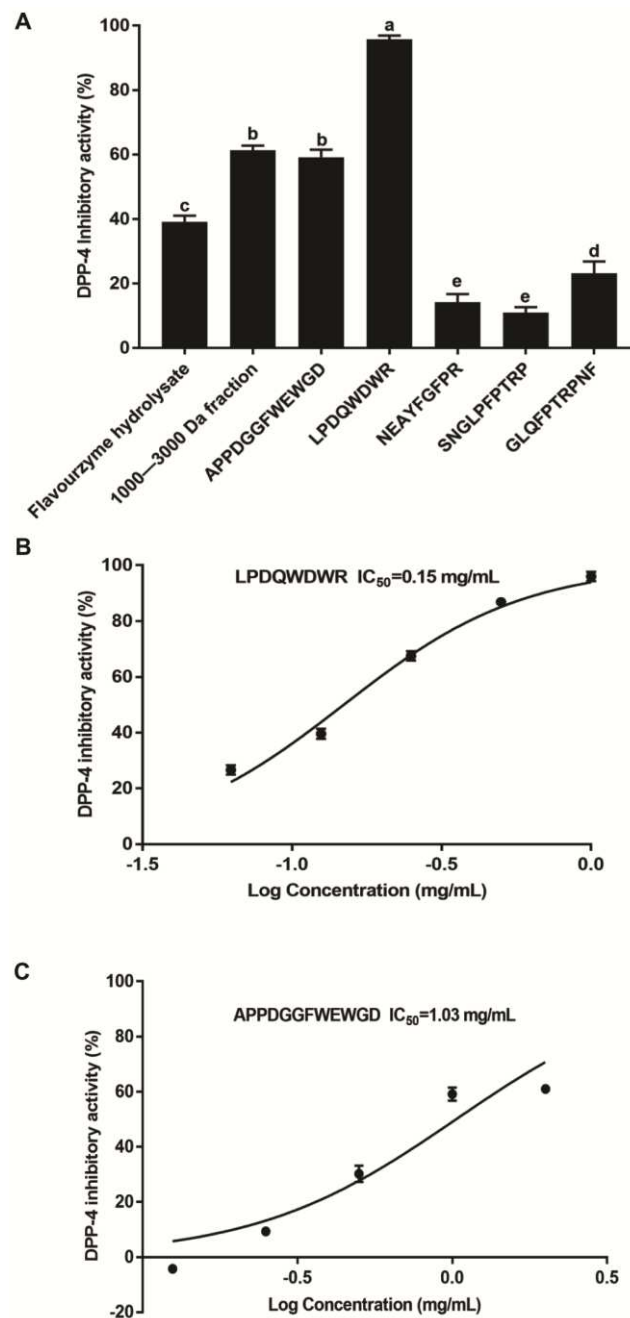 A
DPP-4 Inhibitory activity (%)
100
80
60
40
20
0
c
b
b
a
e
e
d
Flavourzyme hydrolysate
1000—3000 Da fraction
APPDGGFWEWGD
LPDQWDWR
NEAYFGFPR
SNGLPFPTRP
GLQFPTRPNF
B
DPP-4 inhibitory activity (%)
100
80
60
40
20
0
LPDQWDWR IC50=0.15 mg/mL
-1.5
-1.0
-0.5
0.0
Log Concentration (mg/mL)
C
DPP-4 inhibitory activity (%)
100
80
60
40
20
0
-20
APPDGGFWEWGD IC50=1.03 mg/mL
-0.5
0.0
0.5
Log Concentration (mg/mL)